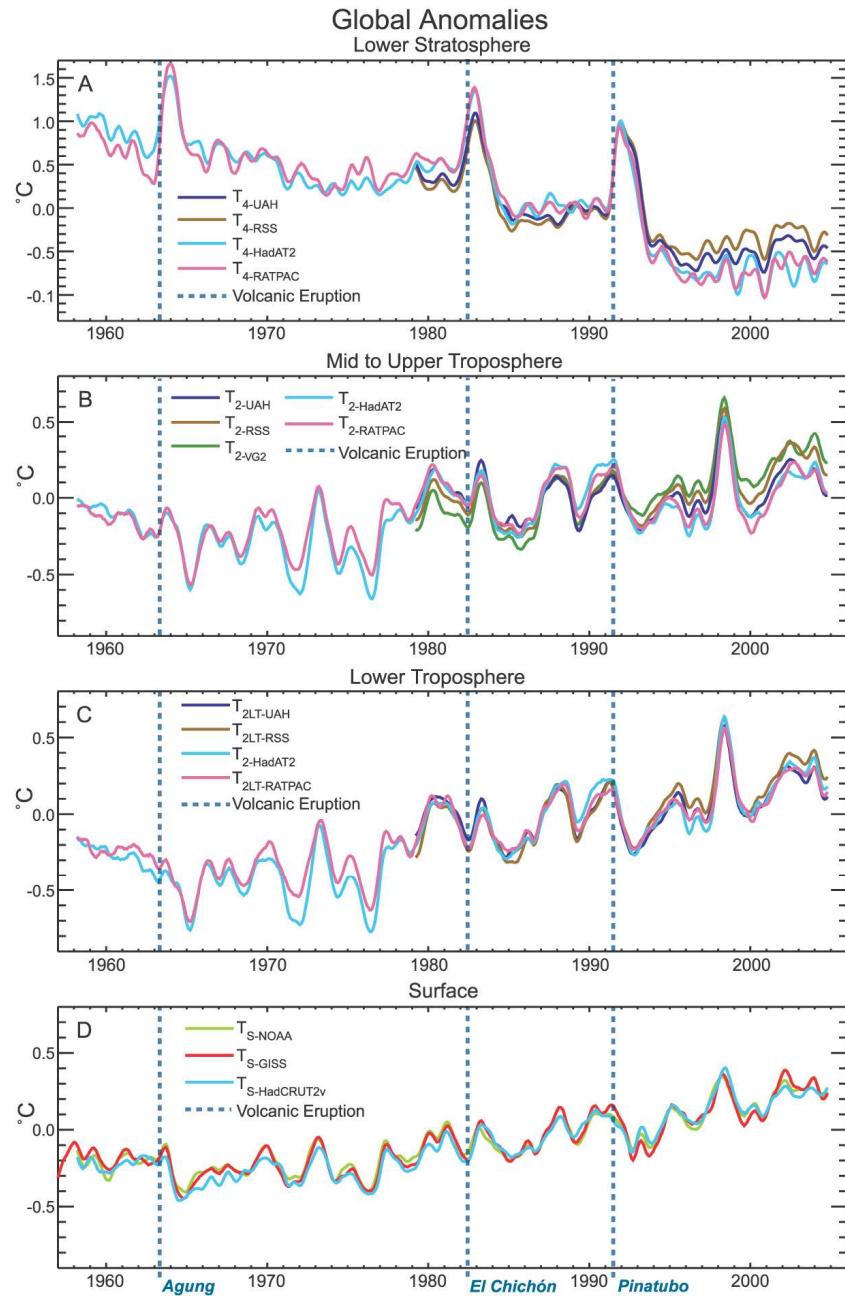 Global Anomalies
Lower Stratosphere
A
1.5
1.0
0.5
0.0
-0.5
-0.1
°C
T4-UAH
T4-RSS
T4-HadAT2
T4-RATPAC
Volcanic Eruption
1960 1970 1980 1990 2000
Mid to Upper Troposphere
B
0.5
0.0
-0.5
°C
T2-UAH T2-HadAT2
T2-RSS T2-RATPAC
T2-VG2 Volcanic Eruption
1960 1970 1980 1990 2000
Lower Troposphere
C
0.5
0.0
-0.5
°C
T2LT-UAH
T2LT-RSS
T2-HadAT2
T2LT-RATPAC
Volcanic Eruption
1960 1970 1980 1990 2000
Surface
D
0.5
0.0
-0.5
°C
TS-NOAA
TS-GISS
TS-HadCRUT2v
Volcanic Eruption
1960 1970 1980 1990 2000
Agung El Chichón Pinatubo